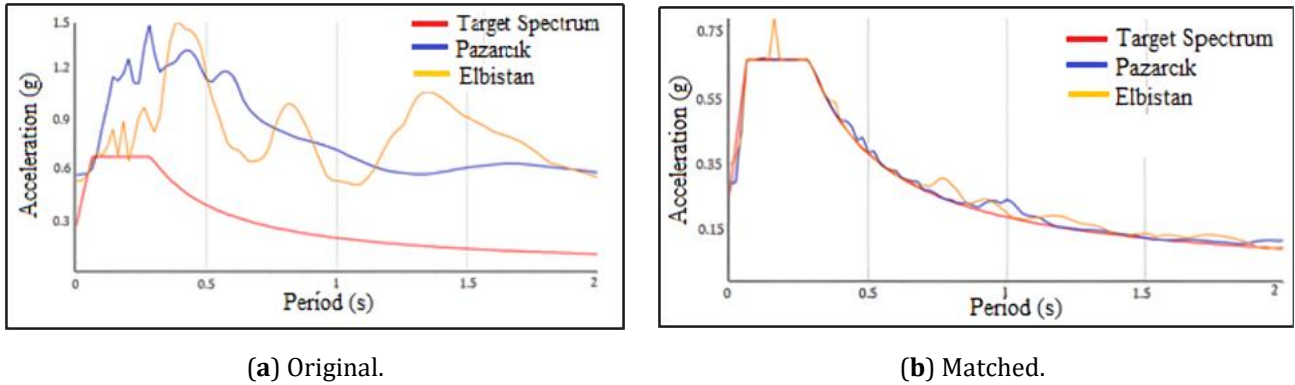 1.5
1.2
0.9
0.6
0.3
Acceleration (g)
Target Spectrum
Pazarcık
Elbistan
0
0.5
1
1.5
2
Period (s)
(a) Original.
0.75
0.55
0.35
0.15
Acceleration (g)
Target Spectrum
Pazarcık
Elbistan
0
0.5
1
1.5
2
Period (s)
(b) Matched.